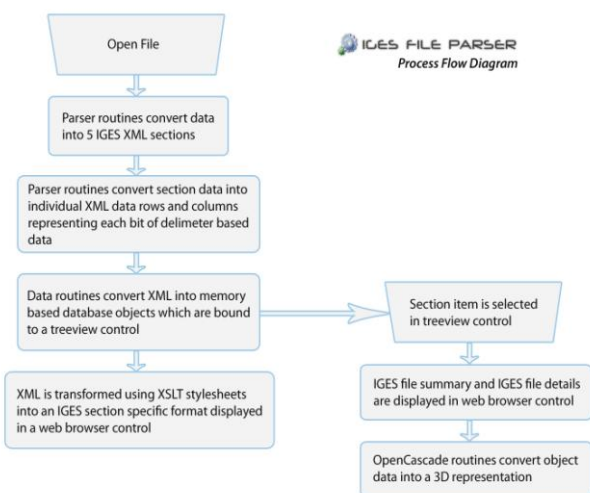 IGES FILE PARSER
Process Flow Diagram
Open File
Parser routines convert data
into 5 IGES XML sections
Parser routines convert section data into
individual XML data rows and columns
representing each bit of delimeter based
data
Data routines convert XML into memory
based database objects which are bound
to a treeview control
XML is transformed using XSLT stylesheets
into an IGES section specific format displayed
in a web browser control
Section item is selected
in treeview control
IGES file summary and IGES file details
are displayed in web browser control
OpenCascade routines convert object
data into a 3D representation